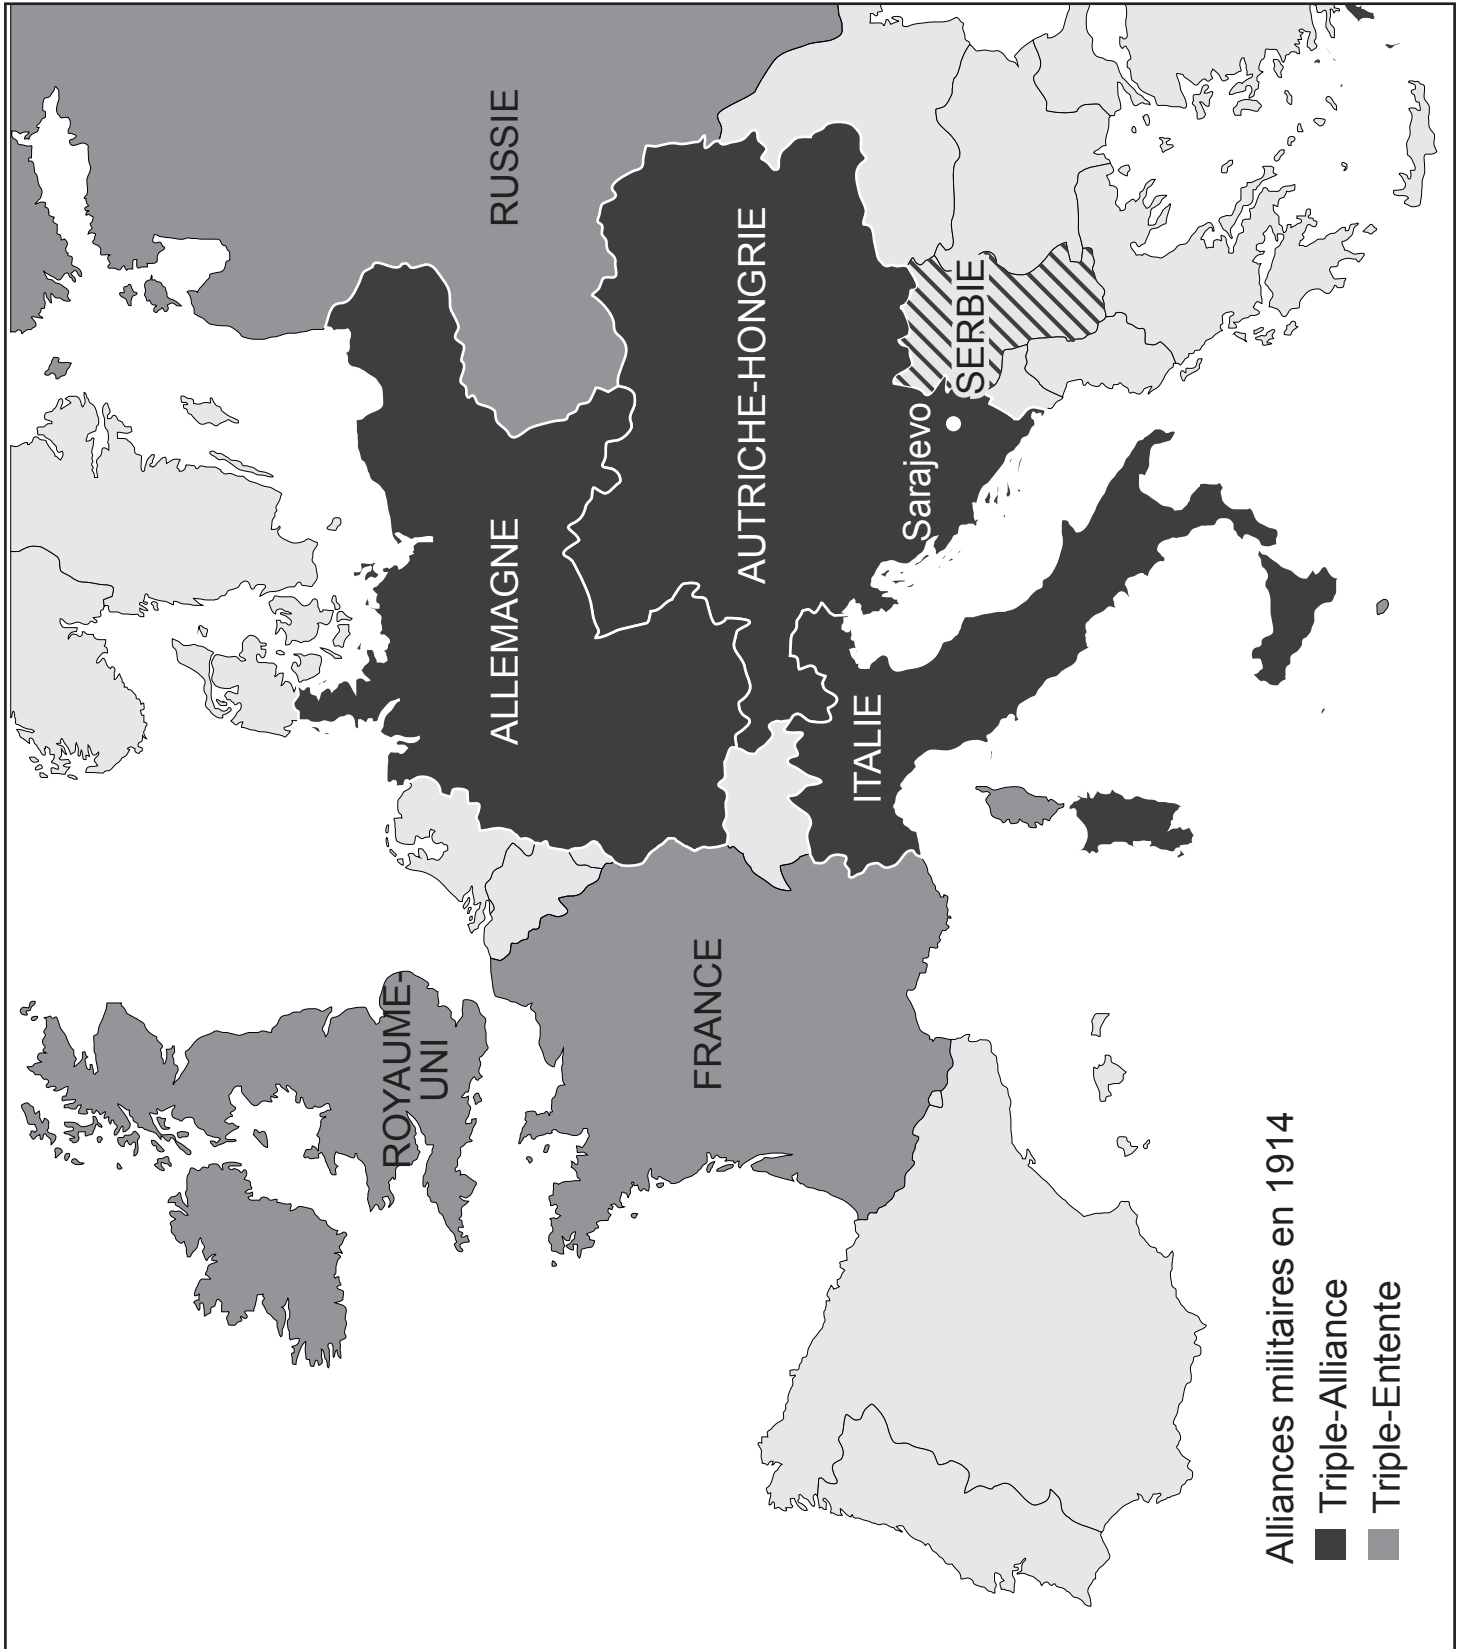 ROYAUME-
UNI
RUSSIE
ALLEMAGNE
FRANCE
AUTRICHE-HONGRIE
ITALIE
Sarajevo
SERBIE
Alliances militaires en 1914
Triple-Alliance
Triple-Entente